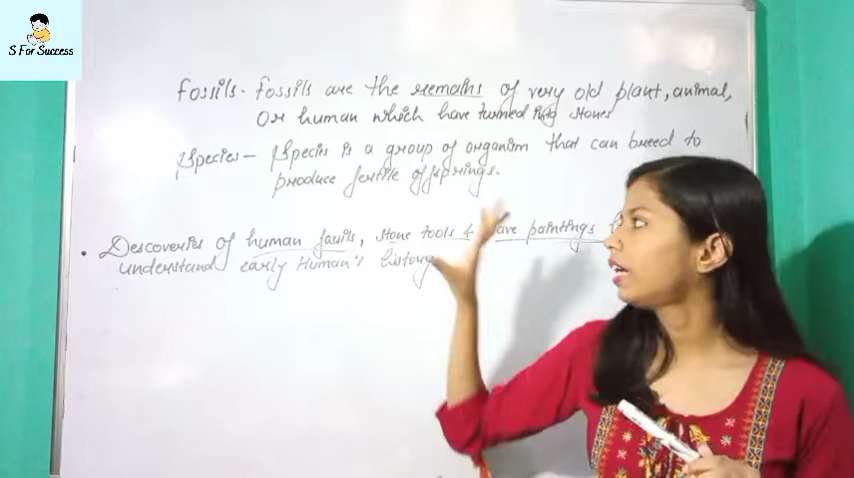 S For Success
Fossils. Fossils are the remains of very old plant, animal,
Or human which have turned into stones
Species - Species is a group of organism that can breed to
produce fertile offsprings.
Descoveries of human fossils, stone tools & cave paintings
understand early Human's history